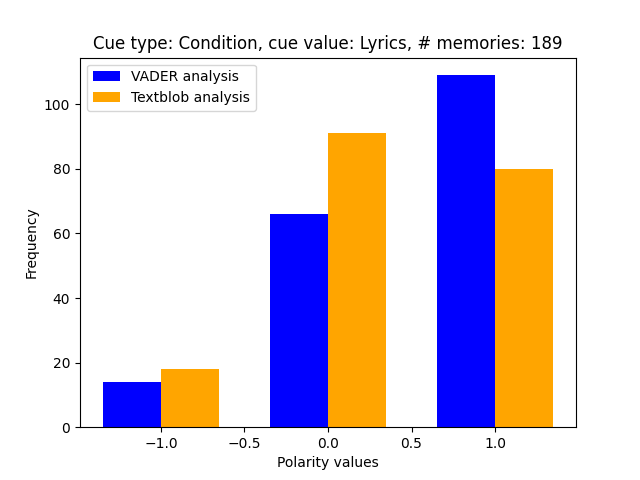 Cue type: Condition, cue value: Lyrics, # memories: 189
VADER analysis
Textblob analysis
100
80
60
40
20
0
Frequency
−1.0 −0.5 0.0 0.5 1.0
Polarity values